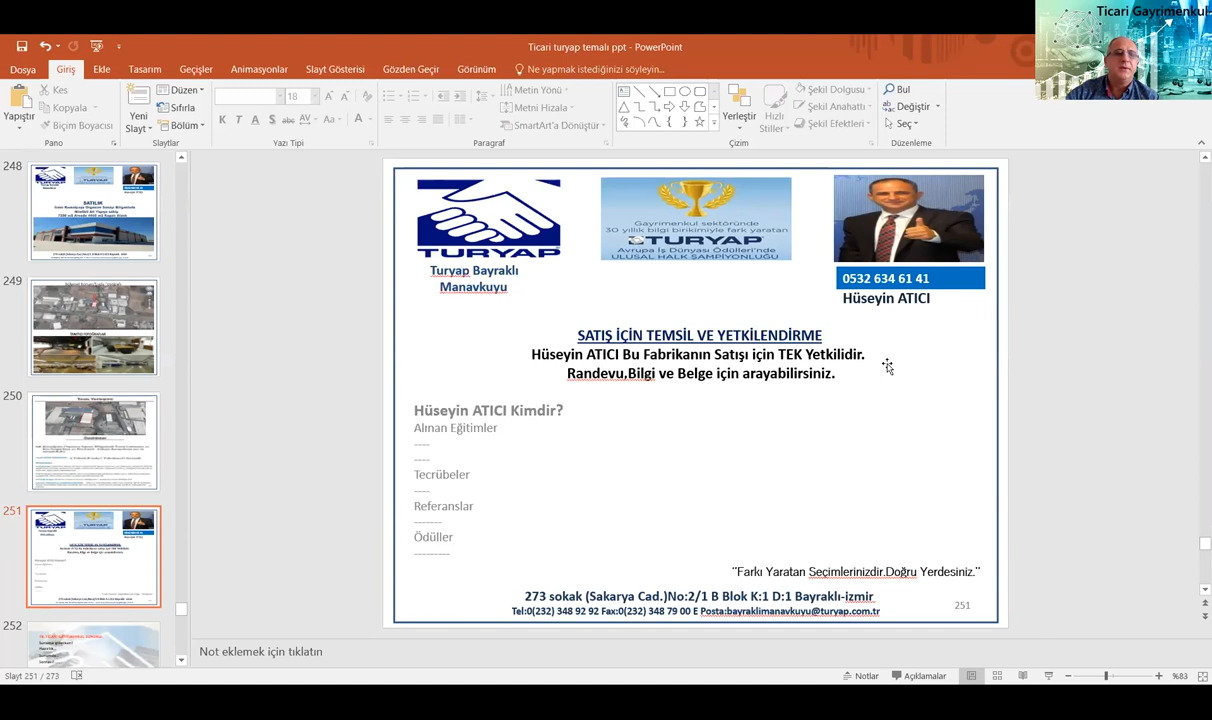 Ticari Gayrimenkul
Ticari turyap temalı ppt - PowerPoint
Dosya Giriş Ekle Tasarım Geçişler Animasyonlar Slayt Gösterisi Gözden Geçir Görünüm Ne yapmak istediğinizi söyleyin...
Yapıştır
Kes
Kopyala
Biçim Boyacısı
Pano
Yeni
Slayt
Düzen
Sıfırla
Bölüm
Slaytlar
18
K T A S abc AV Aa A
Yazı Tipi
Metin Yönü
Metni Hizala
SmartArt'a Dönüştür
Paragraf
Yerleştir
Hızlı
Stiller
Şekil Dolgusu
Şekil Anahattı
Şekil Efektleri
Çizim
Bul
Değiştir
Seç
Düzenleme
248
SATILIK
249
250
251
252
TURYAP
Turyap Bayraklı
Manavkuyu
Gayrimenkul sektöründe
30 yıllık bilgi birikimiyle fark yaratan
TURYAP
Avrupa İş Dünyası Ödülleri'nde
ULUSAL HALK ŞAMPİYONLUĞU
0532 634 61 41
Hüseyin ATICI
SATIŞ İÇİN TEMSİL VE YETKİLENDİRME
Hüseyin ATICI Bu Fabrikanın Satışı için TEK Yetkilidir.
Randevu,Bilgi ve Belge için arayabilirsiniz.
Hüseyin ATICI Kimdir?
Alınan Eğitimler
----
----
Tecrübeler
----
Referanslar
-------
Ödüller
---------
"Farkı Yaratan Seçimlerinizdir.Doğru Yerdesiniz."
273 sokak (Sakarya Cad.)No:2/1 B Blok K:1 D:1 Bayraklı-izmir
Tel:0(232) 348 92 92 Fax:0(232) 348 79 00 E Posta:bayraklimanavkuyu@turyap.com.tr
251
Not eklemek için tıklatın
Slayt 251 / 273
Notlar
Açıklamalar
%83